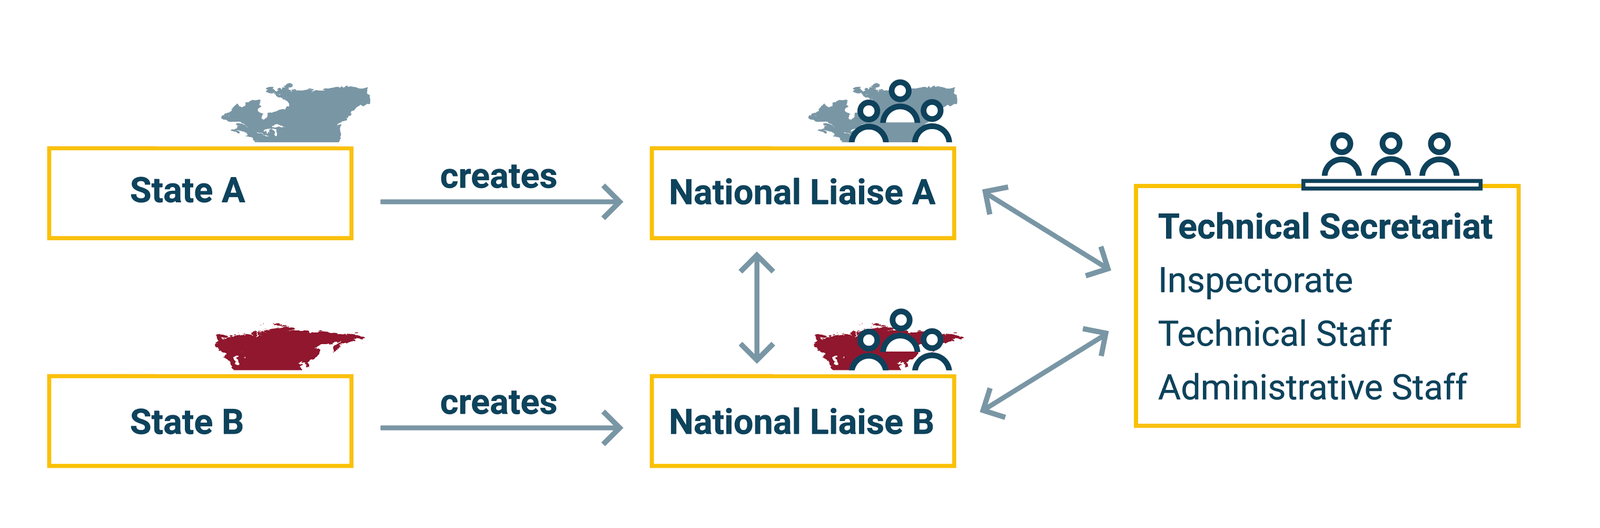 State A
creates
National Liaise A
State B
creates
National Liaise B
Technical Secretariat
Inspectorate
Technical Staff
Administrative Staff